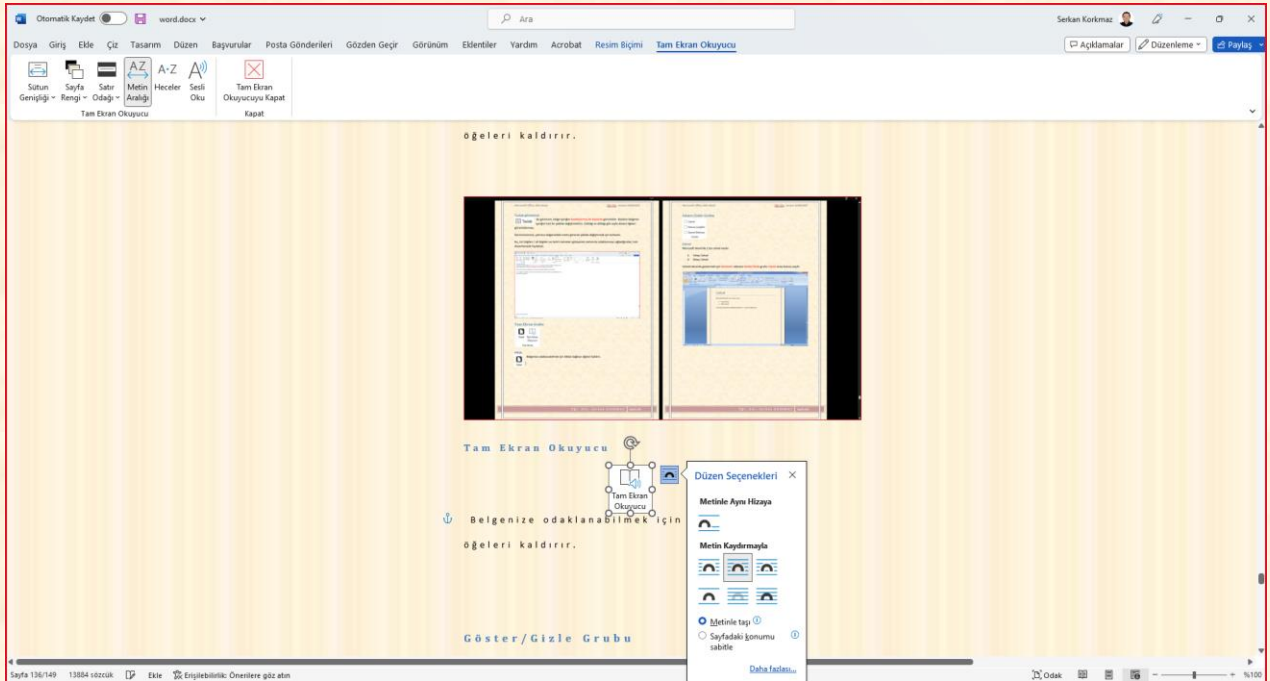 Otomatik Kaydet
word.docx
Ara
Serkan Korkmaz
Dosya Giriş Ekle Çiz Tasarım Düzen Başvurular Posta Gönderileri Gözden Geçir Görünüm Eklentiler Yardım Acrobat Resim Biçimi Tam Ekran Okuyucu
Açıklamalar Düzenleme Paylaş
Sütun Genişliği
Sayfa Rengi
Satır Odağı
AZ
Metin Aralığı
A-Z
Heceler
Sesli Oku
Tam Ekran Okuyucuyu Kapat
Tam Ekran Okuyucu
Kapat
öğeleri kaldırır.
Tam Ekran Okuyucu
Tam Ekran
Okuyucu
Belgenize odaklanabilmek için
öğeleri kaldırır.
Düzen Seçenekleri
Metinle Aynı Hizaya
Metin Kaydırmayla
Metinle taşı
Sayfadaki konumu
sabitle
Daha fazlası...
Göster/Gizle Grubu
Sayfa 136/149 13884 sözcük Ekle Erişilebilirlik: Önerilere göz atın
Odak %100